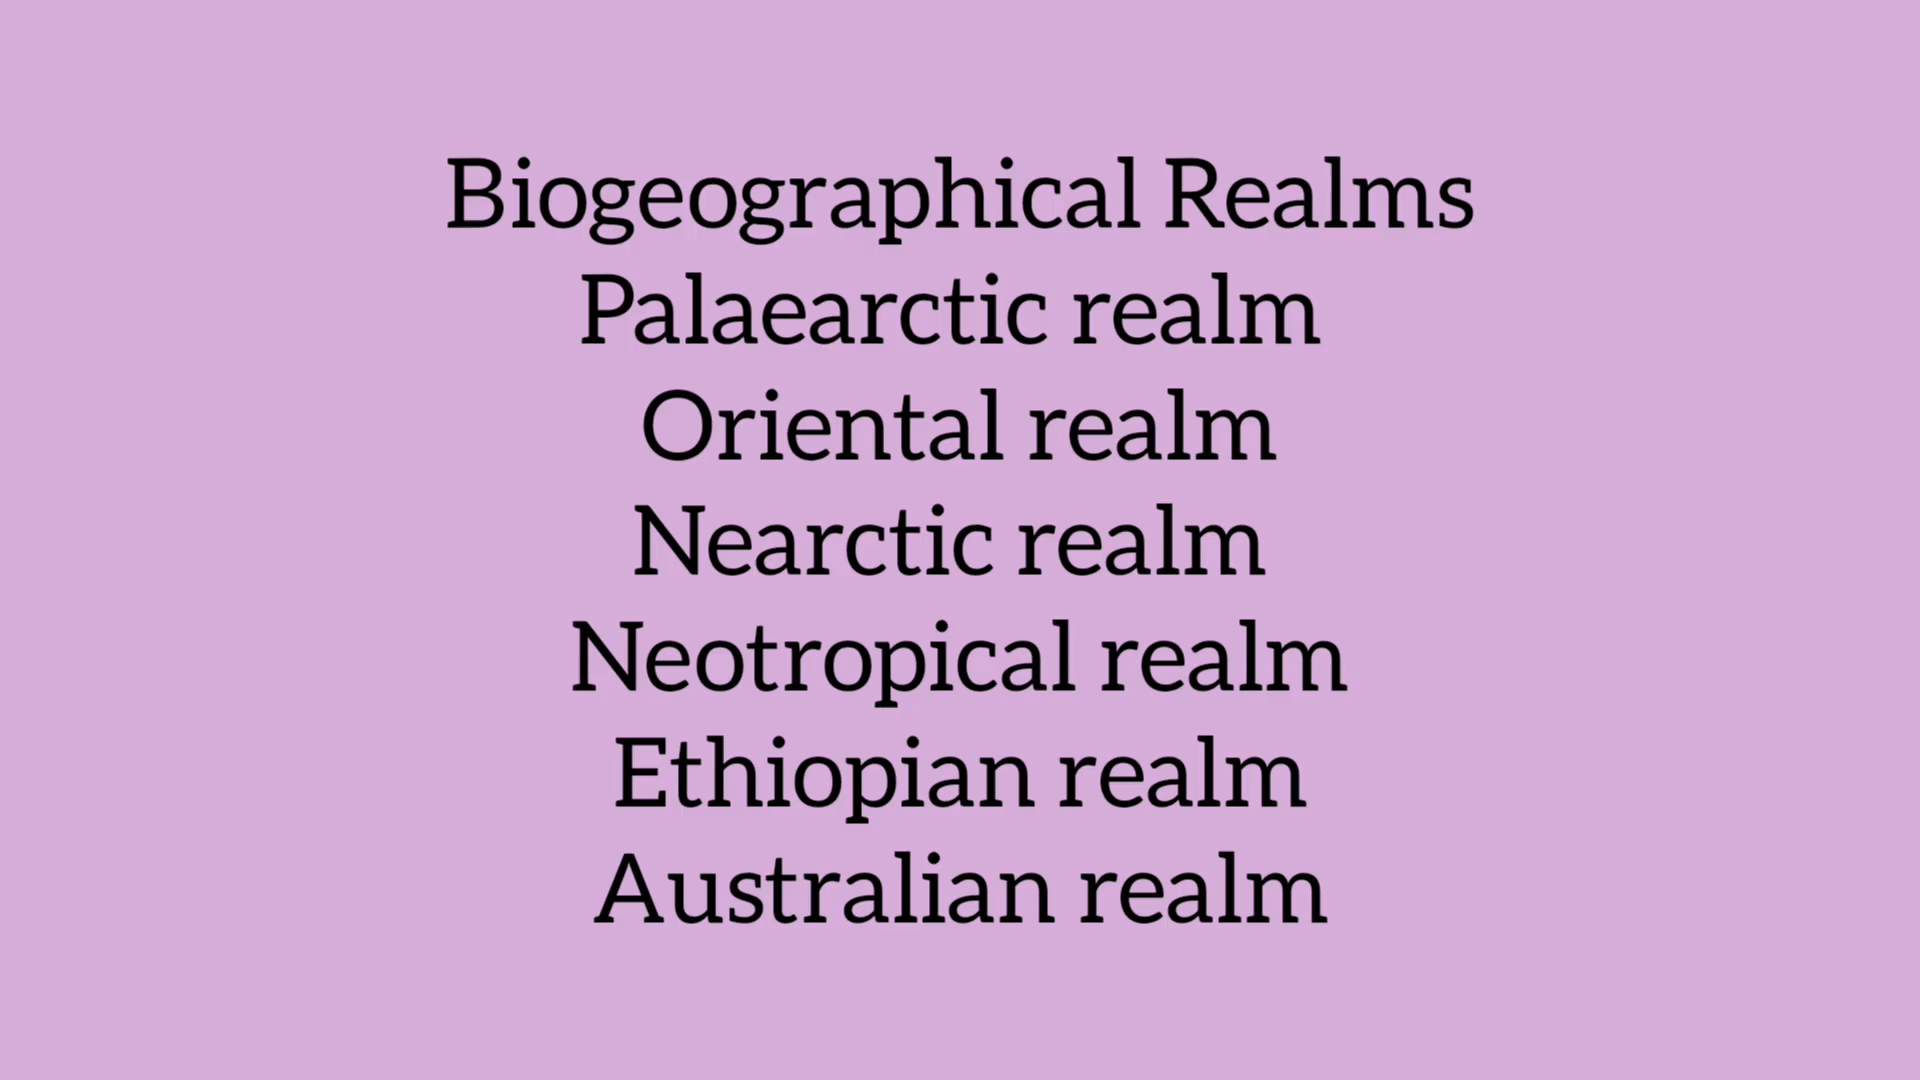 Biogeographical Realms
Palaearctic realm
Oriental realm
Nearctic realm
Neotropical realm
Ethiopian realm
Australian realm